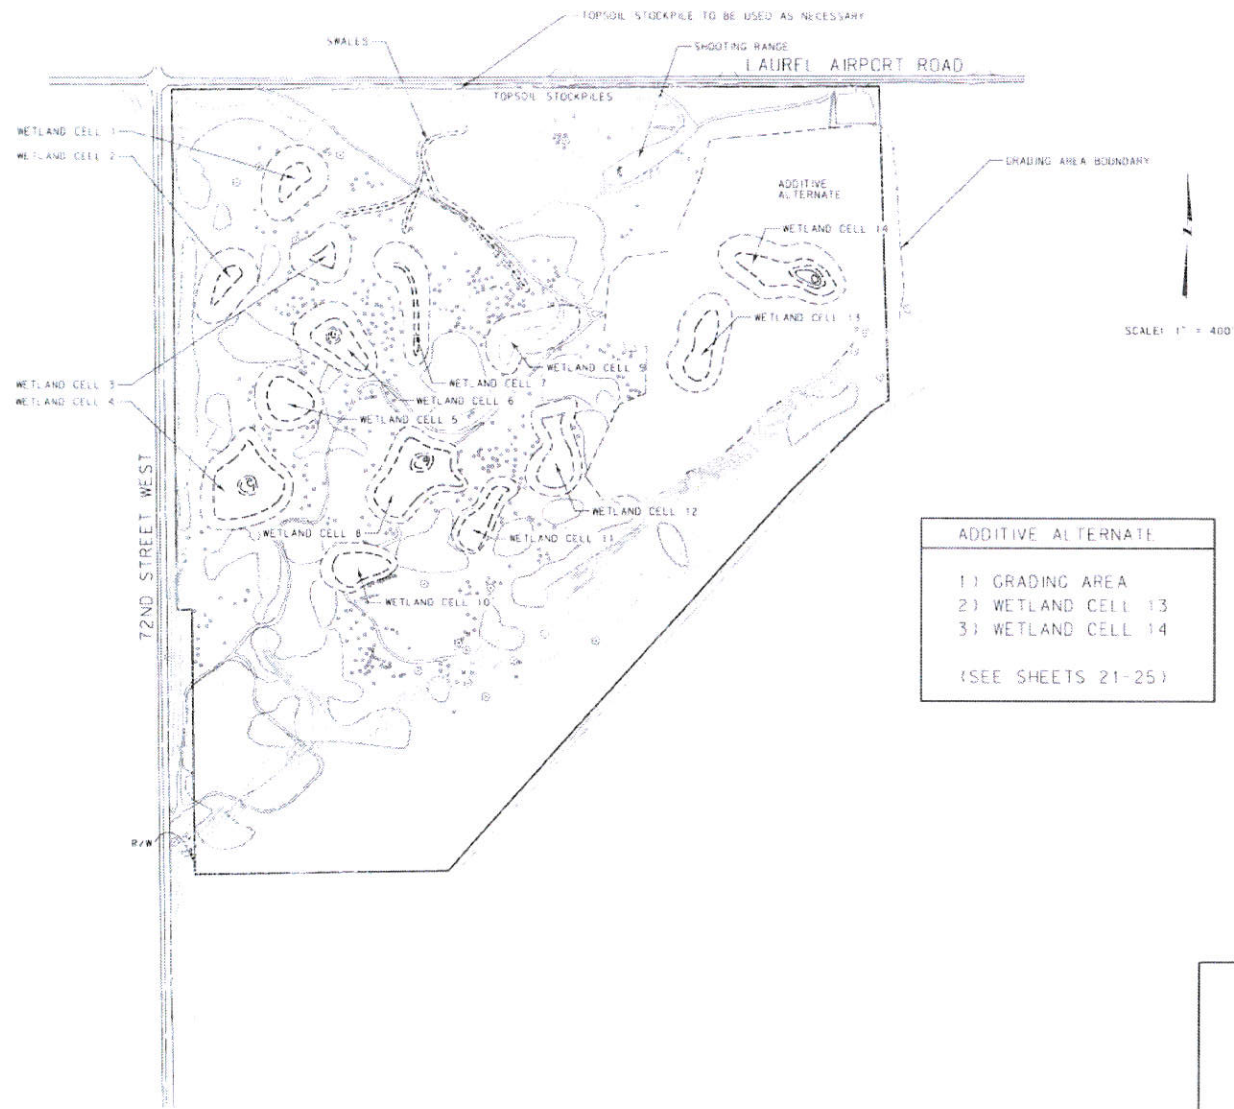 TOPSOIL STOCKPILE TO BE USED AS NECESSARY
SWALES
SHOOTING RANGE
LAUREL AIRPORT ROAD
TOPSOIL STOCKPILES
WETLAND CELL 1
WETLAND CELL 2
GRADING AREA BOUNDARY
ADDITIVE
ALTERNATE
WETLAND CELL 14
WETLAND CELL 13
SCALE: 1" = 400'
WETLAND CELL 9
WETLAND CELL 3
WETLAND CELL 7
WETLAND CELL 4
WETLAND CELL 6
WETLAND CELL 5
WETLAND CELL 12
WETLAND CELL 8
WETLAND CELL 11
72ND STREET WEST
WETLAND CELL 10
ADDITIVE ALTERNATE
1) GRADING AREA
2) WETLAND CELL 13
3) WETLAND CELL 14
(SEE SHEETS 21-25)
R/W